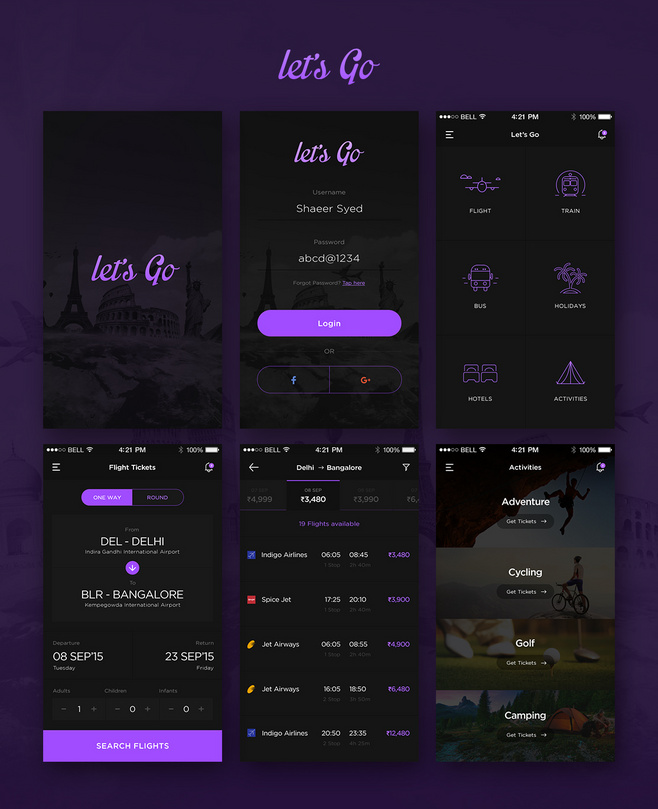 let's Go
let's Go
let's Go
Username
Shaeer Syed
Password
abcd@1234
Forgot Password? Tap here
Login
OR
G+
BELL 4:21 PM 100%
Let's Go
FLIGHT TRAIN
BUS HOLIDAYS
HOTELS ACTIVITIES
BELL 4:21 PM 100%
Flight Tickets
ONE WAY ROUND
From
DEL - DELHI
Indira Gandhi International Airport
To
BLR - BANGALORE
Kempegowda International Airport
Departure Return
08 SEP'15 23 SEP'15
Tuesday Friday
Adults Children Infants
− 1 + − 0 + − 0 +
SEARCH FLIGHTS
BELL 4:21 PM 100%
Delhi → Bangalore
08 SEP
₹4,999 ₹3,480 ₹3,990 ₹6,
19 Flights available
Indigo Airlines 06:05 08:45 ₹3,480
1 Stop 2h 40m
Spice Jet 17:25 20:10 ₹3,900
1 Stop 2h 40m
Jet Airways 06:05 08:55 ₹4,900
1 Stop
Jet Airways 16:05 18:50 ₹6,480
2 Stop
Indigo Airlines 20:50 23:35 ₹12,480
2 Stop
BELL 4:21 PM 100%
Activities
Adventure
Get Tickets →
Cycling
Get Tickets →
Golf
Get Tickets →
Camping
Get Tickets →